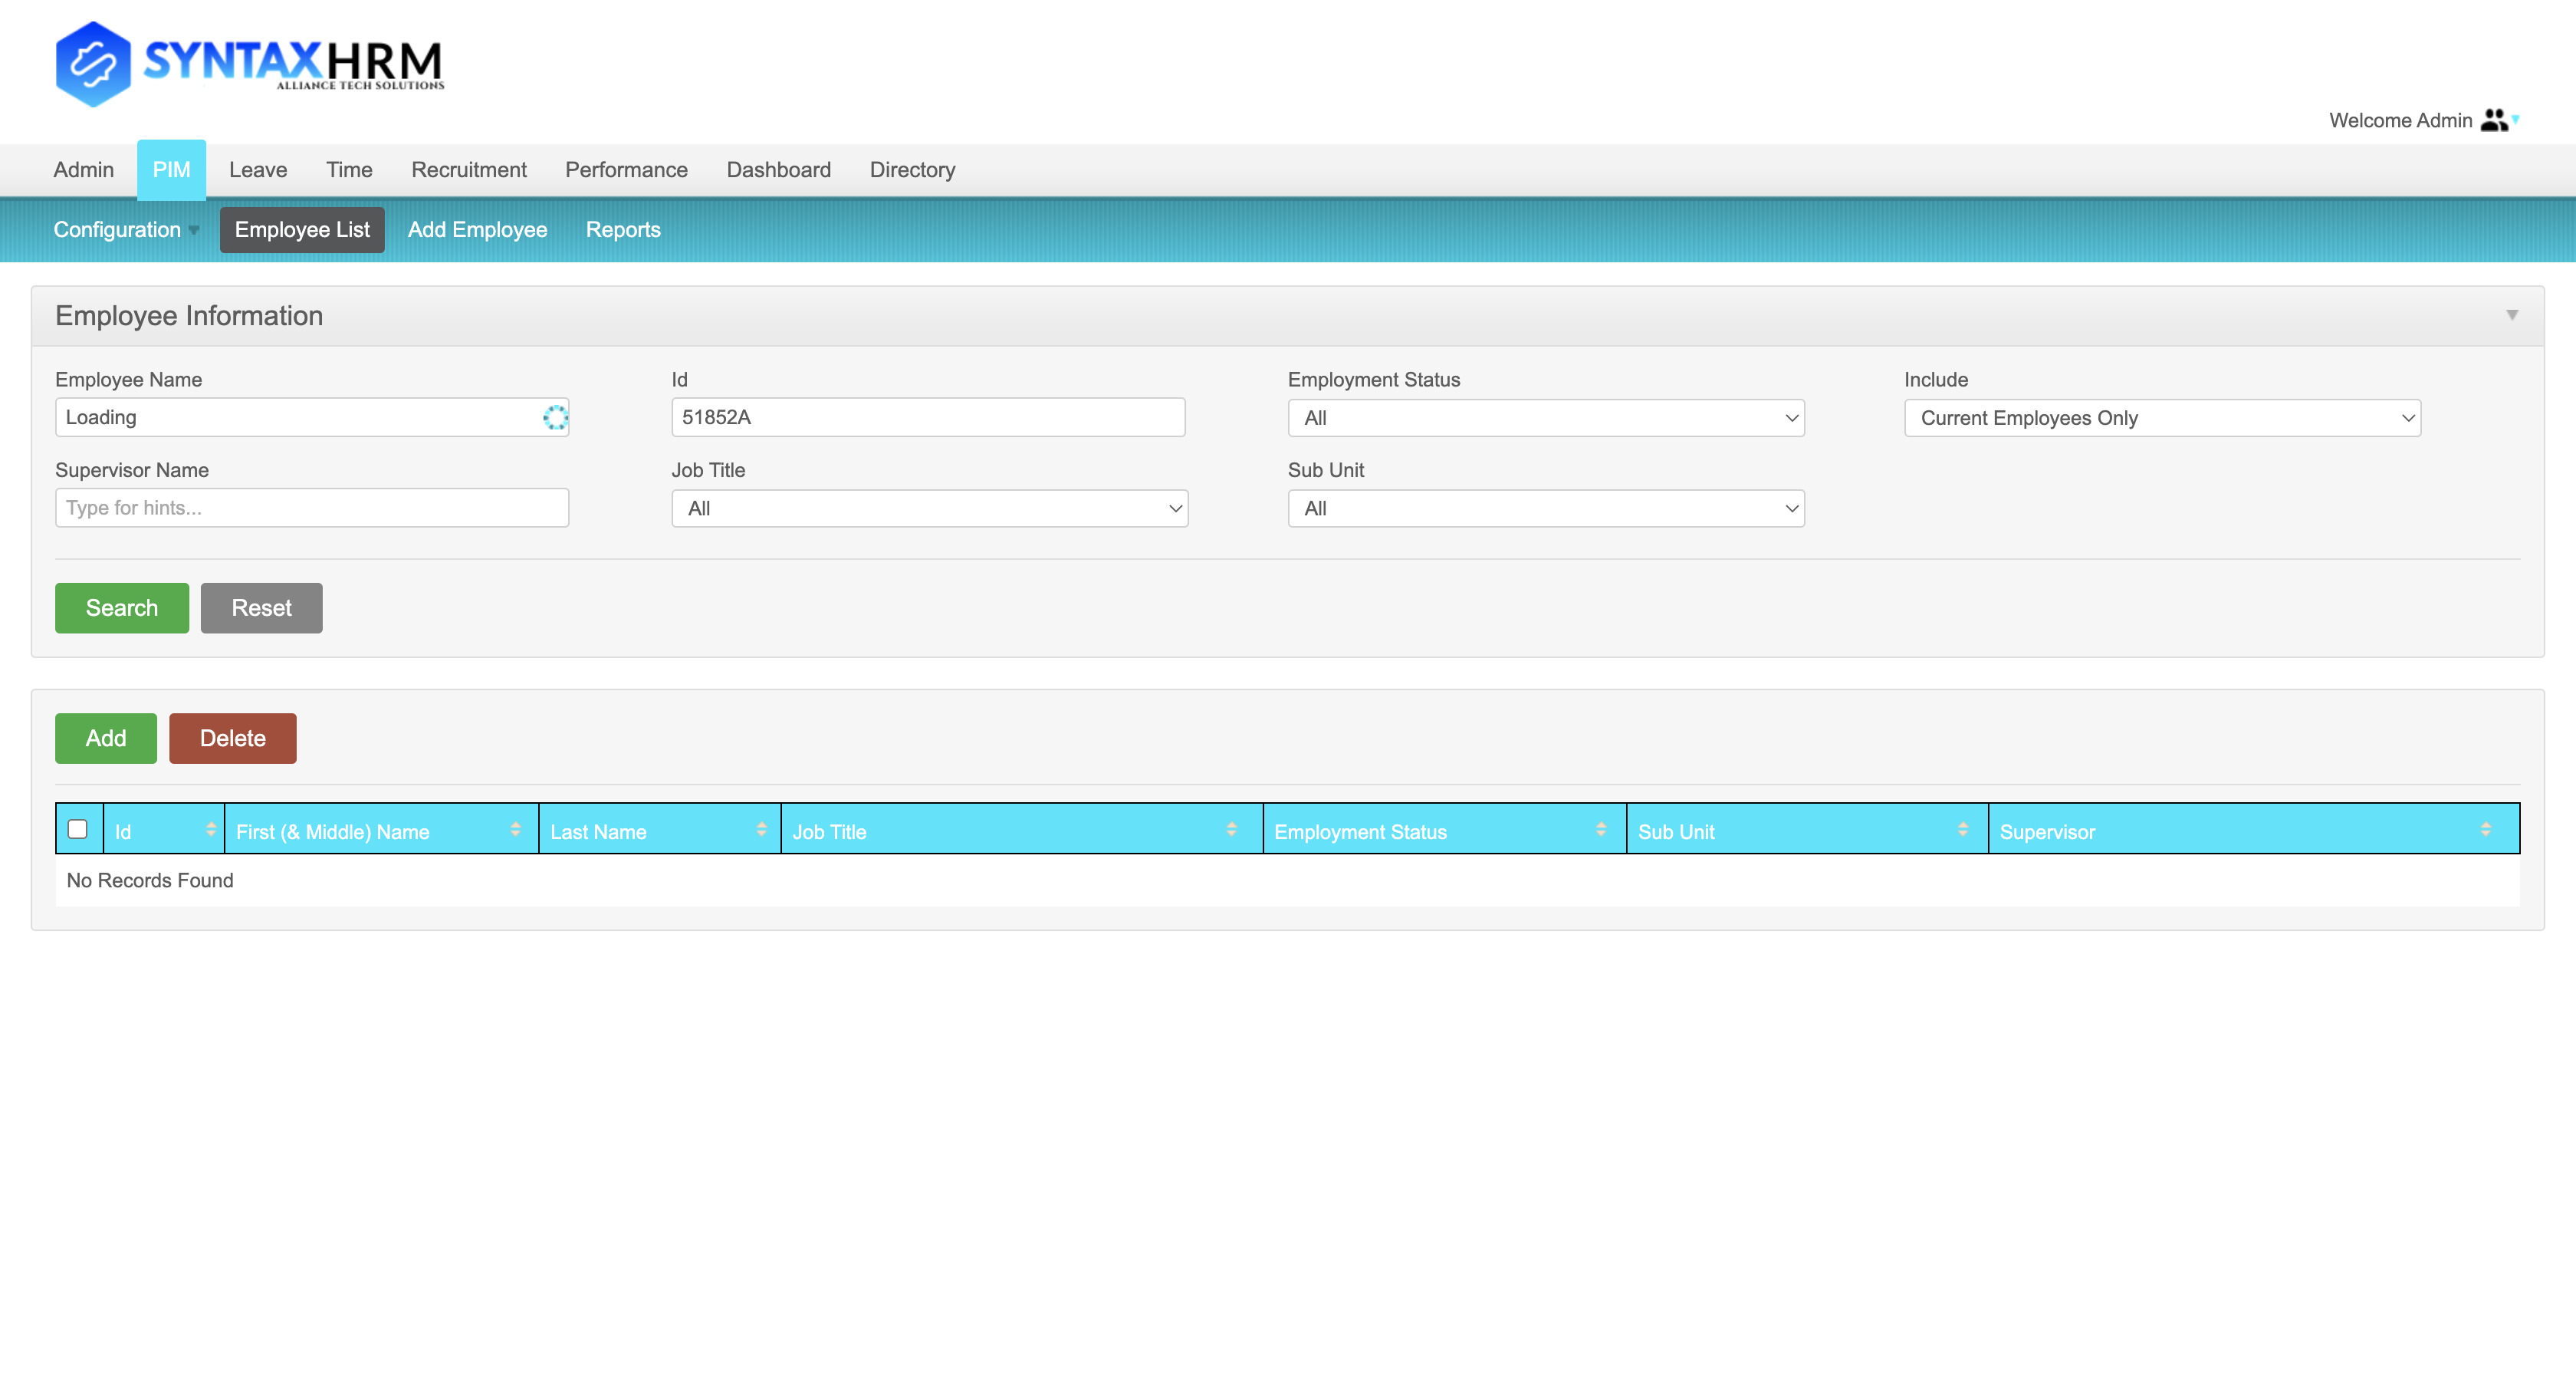 SYNTAXHRM
ALLIANCE TECH SOLUTIONS
Welcome Admin
Admin PIM Leave Time Recruitment Performance Dashboard Directory
Configuration Employee List Add Employee Reports
Employee Information
Employee Name Id Employment Status Include
Loading 51852A All Current Employees Only
Supervisor Name Job Title Sub Unit
Type for hints... All All
Search Reset
Add Delete
Id First (& Middle) Name Last Name Job Title Employment Status Sub Unit Supervisor
No Records Found